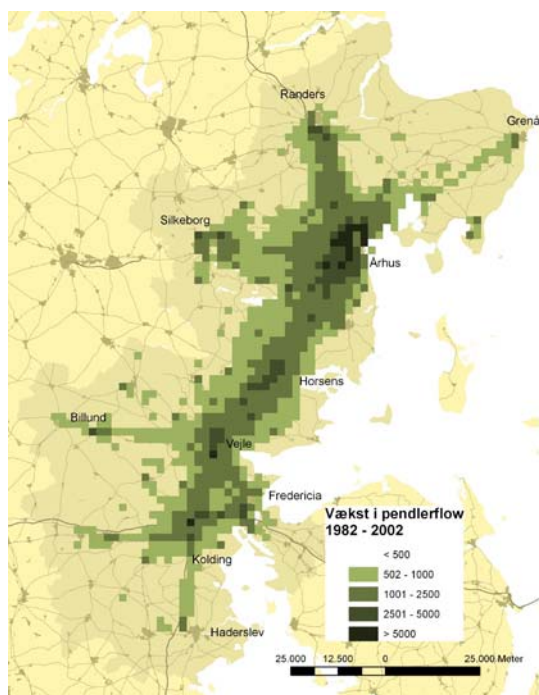 Randers
Grenå
Silkeborg
Århus
Horsens
Billund
Vejle
Fredericia
Vækst i pendlerflow
1982 - 2002
< 500
502 - 1000
1001 - 2500
2501 - 5000
> 5000
Kolding
Haderslev
25.000 12.500 0 25.000 Meter